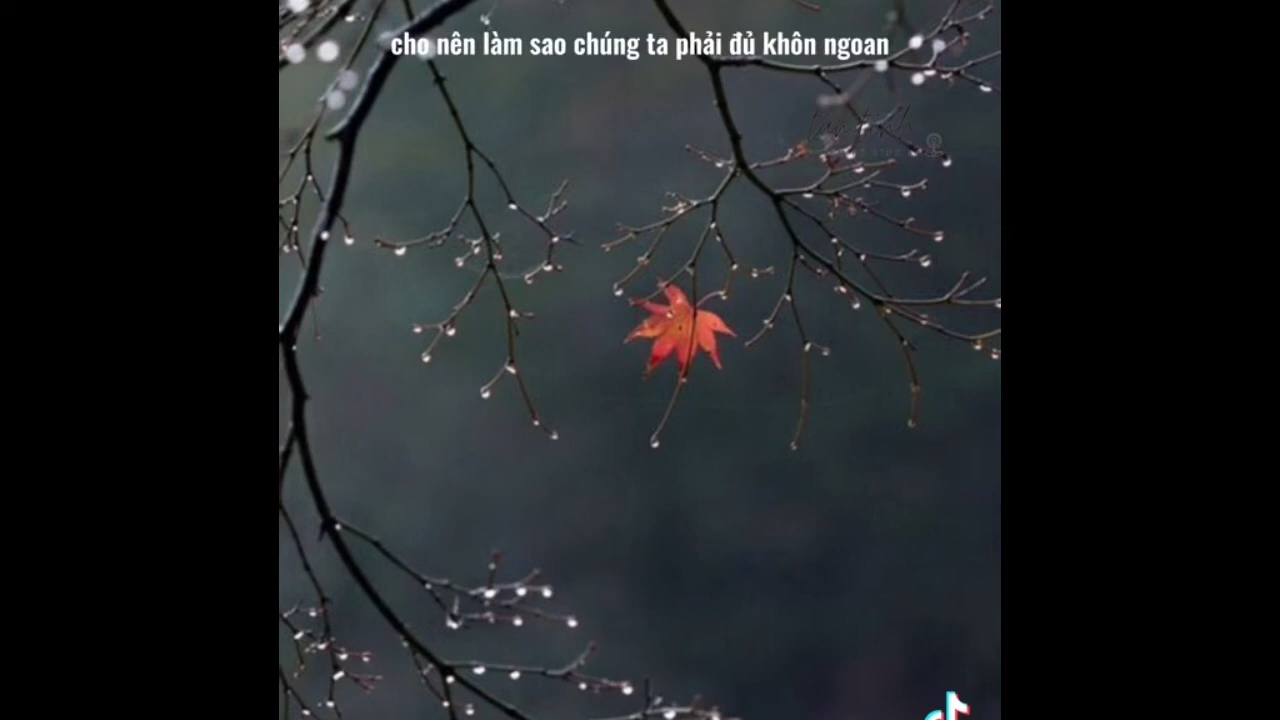 cho nên làm sao chúng ta phải đủ khôn ngoan